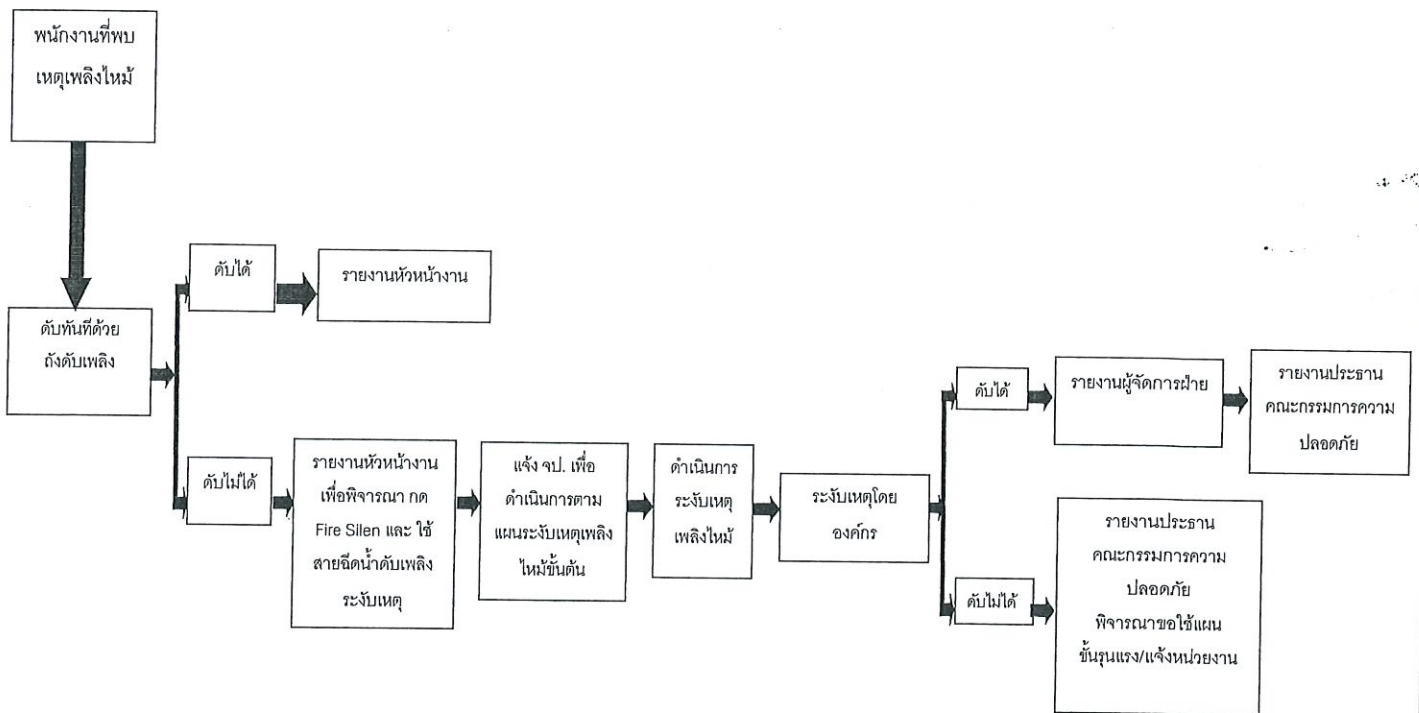 พนักงานที่พบ
เหตุเพลิงไหม้
ดับทันทีด้วย
ถังดับเพลิง
ดับได้
รายงานหัวหน้างาน
ดับไม่ได้
รายงานหัวหน้างาน
เพื่อพิจารณา กด
Fire Silen และ ใช้
สายฉีดน้ำดับเพลิง
ระงับเหตุ
แจ้ง จป. เพื่อ
ดำเนินการตาม
แผนระงับเหตุเพลิง
ไหม้ขั้นต้น
ดำเนินการ
ระงับเหตุ
เพลิงไหม้
ระงับเหตุโดย
องค์กร
ดับได้
รายงานผู้จัดการฝ่าย
รายงานประธาน
คณะกรรมการความ
ปลอดภัย
ดับไม่ได้
รายงานประธาน
คณะกรรมการความ
ปลอดภัย
พิจารณาขอใช้แผน
ขั้นรุนแรง/แจ้งหน่วยงาน